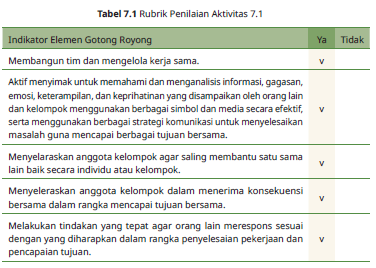 Tabel 7.1 Rubrik Penilaian Aktivitas 7.1
Indikator Elemen Gotong Royong Ya Tidak
Membangun tim dan mengelola kerja sama. v
Aktif menyimak untuk memahami dan menganalisis informasi, gagasan,
emosi, keterampilan, dan keprihatinan yang disampaikan oleh orang lain
dan kelompok menggunakan berbagai simbol dan media secara efektif, v
serta menggunakan berbagai strategi komunikasi untuk menyelesaikan
masalah guna mencapai berbagai tujuan bersama.
Menyelaraskan anggota kelompok agar saling membantu satu sama v
lain baik secara individu atau kelompok.
Menyeleraskan anggota kelompok dalam menerima konsekuensi v
bersama dalam rangka mencapai tujuan bersama.
Melakukan tindakan yang tepat agar orang lain merespons sesuai
dengan yang diharapkan dalam rangka penyelesaian pekerjaan dan v
pencapaian tujuan.